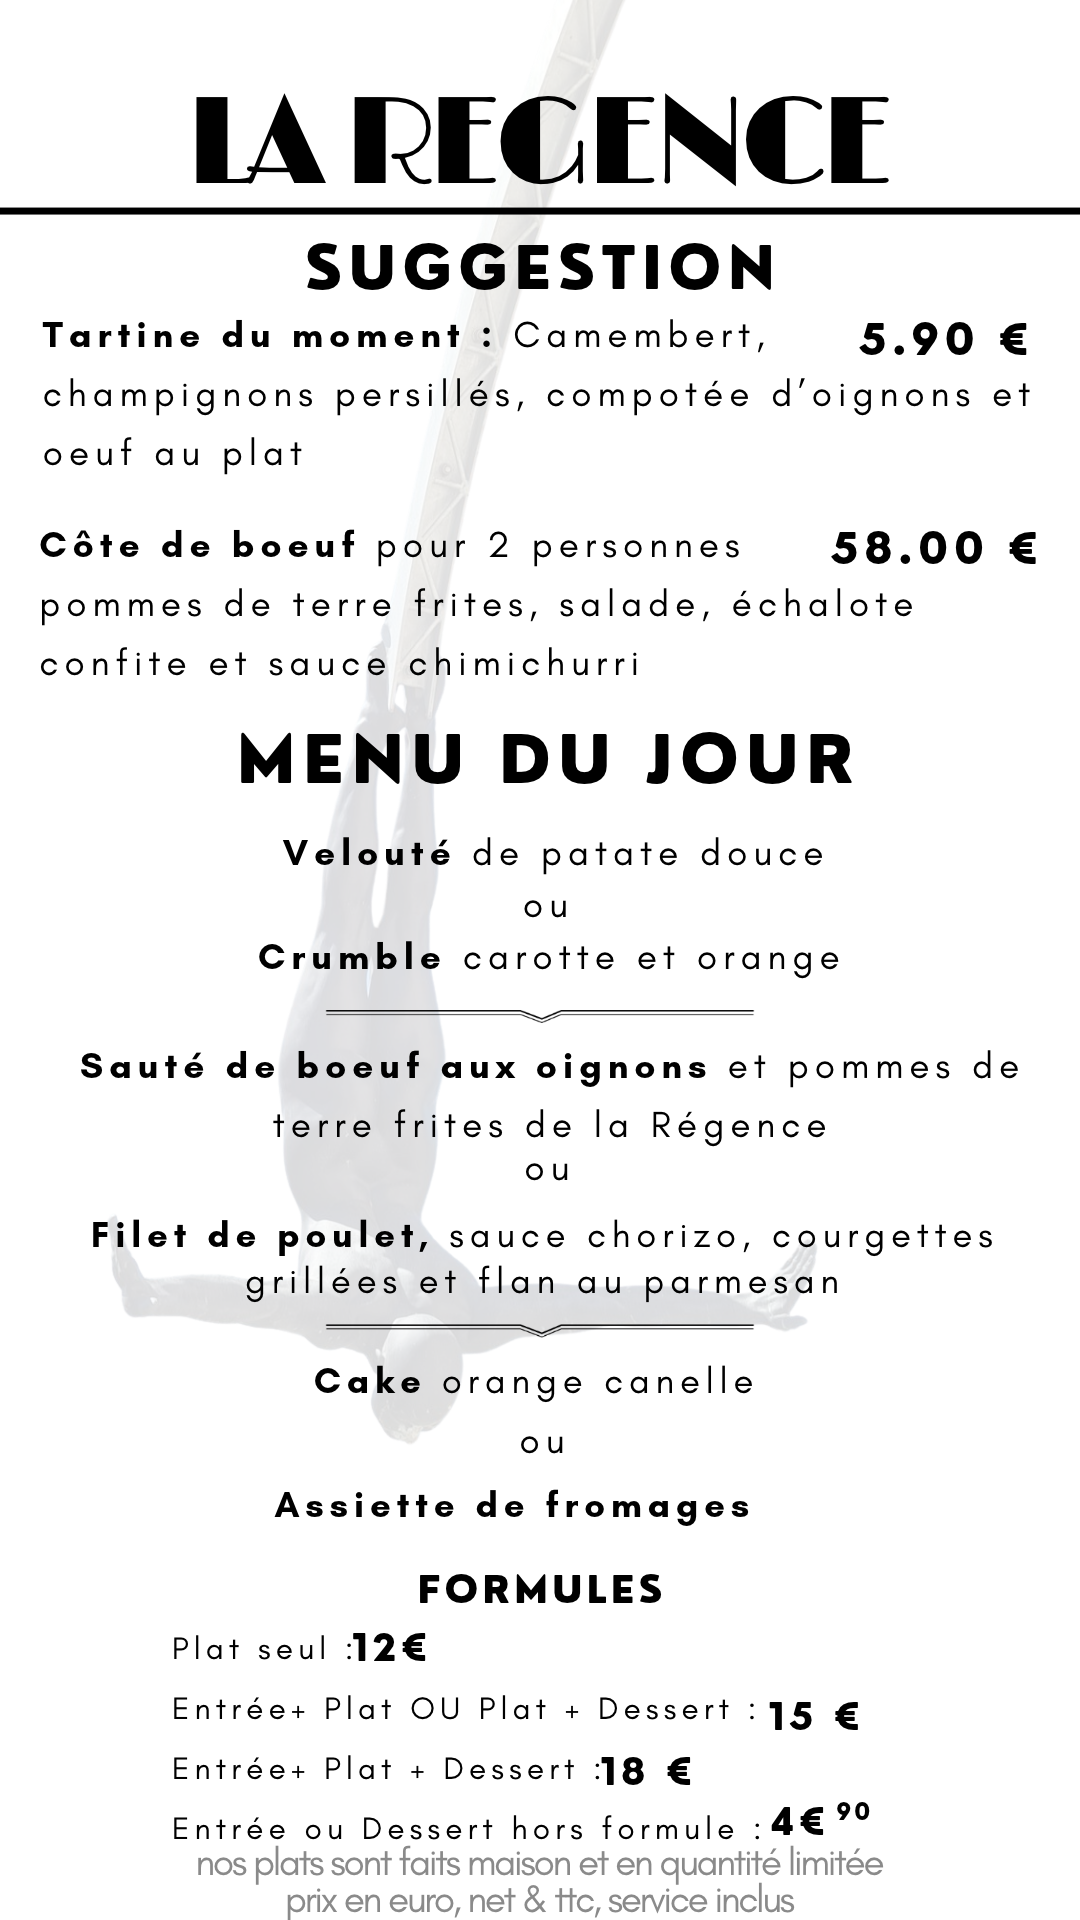 LA REGENCE
SUGGESTION
Tartine du moment : Camembert, 5.90 €
champignons persillés, compotée d’oignons et
oeuf au plat
Côte de boeuf pour 2 personnes 58.00 €
pommes de terre frites, salade, échalote
confite et sauce chimichurri
MENU DU JOUR
Velouté de patate douce
ou
Crumble carotte et orange
Sauté de boeuf aux oignons et pommes de
terre frites de la Régence
ou
Filet de poulet, sauce chorizo, courgettes
grillées et flan au parmesan
Cake orange canelle
ou
Assiette de fromages
FORMULES
Plat seul :12€
Entrée+ Plat OU Plat + Dessert : 15 €
Entrée+ Plat + Dessert :18 €
Entrée ou Dessert hors formule : 4€ 90
nos plats sont faits maison et en quantité limitée
prix en euro, net & ttc, service inclus